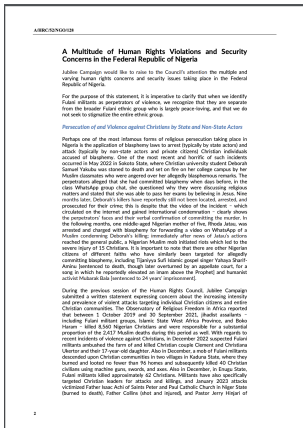 A/HRC/52/NGO/128
A Multitude of Human Rights Violations and Security
Concerns in the Federal Republic of Nigeria
Jubilee Campaign would like to raise to the Council's attention the multiple and
varying human rights concerns and security issues taking place in the Federal
Republic of Nigeria.
For the purpose of this statement, it is imperative to clarify that when we identify
Fulani militants as perpetrators of violence, we recognize that they are separate
from the broader Fulani ethnic group which is largely peace-loving, and that we do
not seek to stigmatize the entire ethnic group.
Persecution of and Violence against Christians by State and Non-State Actors
Perhaps one of the most infamous forms of religious persecution taking place in
Nigeria is the application of blasphemy laws to arrest (typically by state actors) and
attack (typically by non-state actors and private citizens) Christian individuals
accused of blasphemy. One of the most recent and horrific of such incidents
occurred in May 2022 in Sokoto State, where Christian university student Deborah
Samuel Yakubu was stoned to death and set on fire on her college campus by her
Muslim classmates who were angered over her allegedly blasphemous remarks. The
perpetrators alleged that she had committed blasphemy when days before, in the
class WhatsApp group chat, she questioned why they were discussing religious
matters and stated that she was able to pass her exams by believing in Jesus. Nine
months later, Deborah's killers have reportedly still not been located, arrested, and
prosecuted for their crime; this is despite that the video of the incident – which
circulated on the internet and gained international condemnation – clearly shows
the perpetrators' faces and their verbal confirmation of committing the murder. In
the following months, one middle-aged Nigerian mother of five, Rhoda Jatau, was
arrested and charged with blasphemy for forwarding a video on WhatsApp of a
Muslim condemning Deborah's killing; immediately after news of Jatau's actions
reached the general public, a Nigerian Muslim mob initiated riots which led to the
severe injury of 15 Christians. It is important to note that there are other Nigerian
citizens of different faiths who have similarly been targeted for allegedly
committing blasphemy, including Tijaniyya Sufi Islamic gospel singer Yahaya Sharif-
Aminu [sentenced to death, though later overturned by an appellate court, for a
song in which he reportedly elevated an imam above the Prophet] and humanist
activist Mubarak Bala [sentenced to 24 years' imprisonment].
During the previous session of the Human Rights Council, Jubilee Campaign
submitted a written statement expressing concern about the increasing intensity
and prevalence of violent attacks targeting individual Christian citizens and entire
Christian communities. The Observatory of Religious Freedom in Africa reported
that between 1 October 2019 and 30 September 2021, jihadist assailants –
including Fulani militant groups, Islamic State West Africa Province, and Boko
Haram – killed 8,560 Nigerian Christians and were responsible for a substantial
proportion of the 2,417 Muslim deaths during this period as well. With regards to
recent incidents of violence against Christians, in December 2022 suspected Fulani
militants ambushed the farm of and killed Christian couple Clement and Christiana
Ukertor and their 17-year-old daughter. Also in December, a mob of Fulani militants
descended upon Christian communities in two villages in Kaduna State, where they
burned and looted no fewer than 96 homes and subsequently killed 40 Christian
civilians using machine guns, swords, and axes. Also in December, in Enugu State,
Fulani militants killed approximately 62 Christians. Militants have also specifically
targeted Christian leaders for attacks and killings, and January 2023 attacks
victimized Father Isaac Achi of Saints Peter and Paul Catholic Church in Niger State
(burned to death), Father Collins (shot and injured), and Pastor Jerry Hinjari of
2